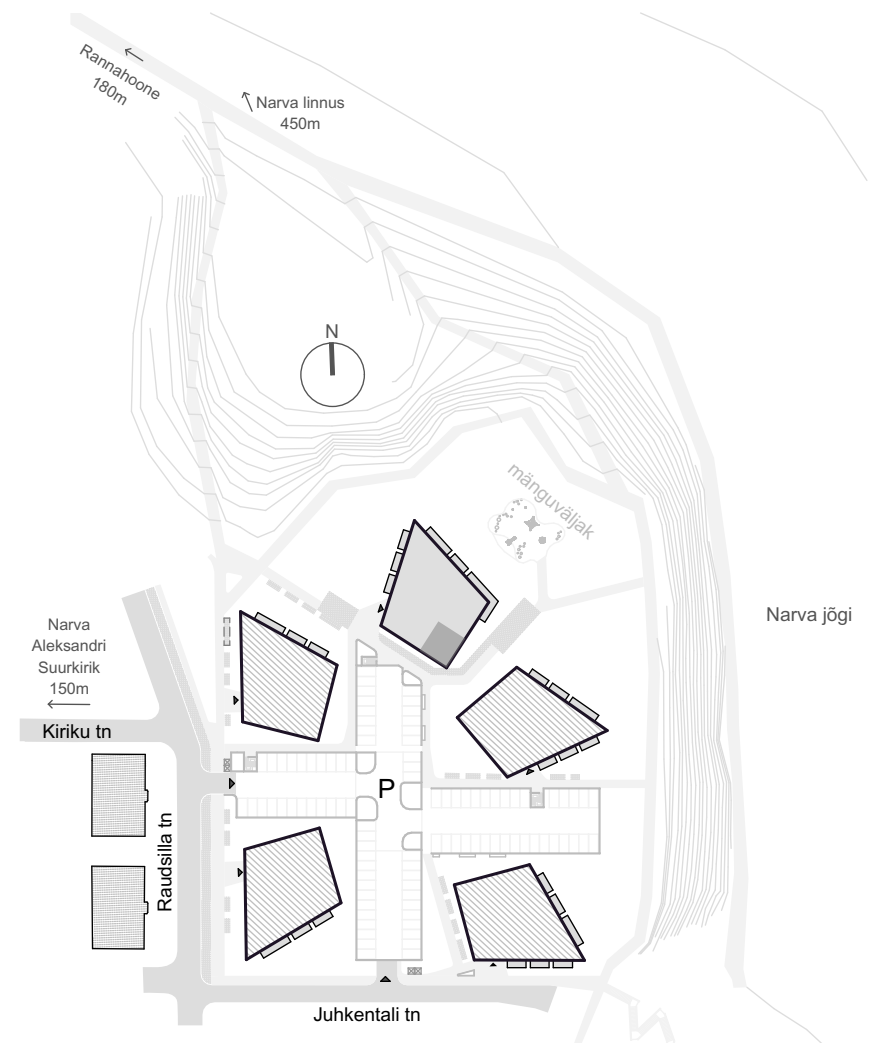 Rannahoone
180m
Narva linnus
450m
N
mänguväljak
Narva jõgi
Narva
Aleksandri
Suurkirik
150m
Kiriku tn
P
Raudsilla tn
Juhkentali tn